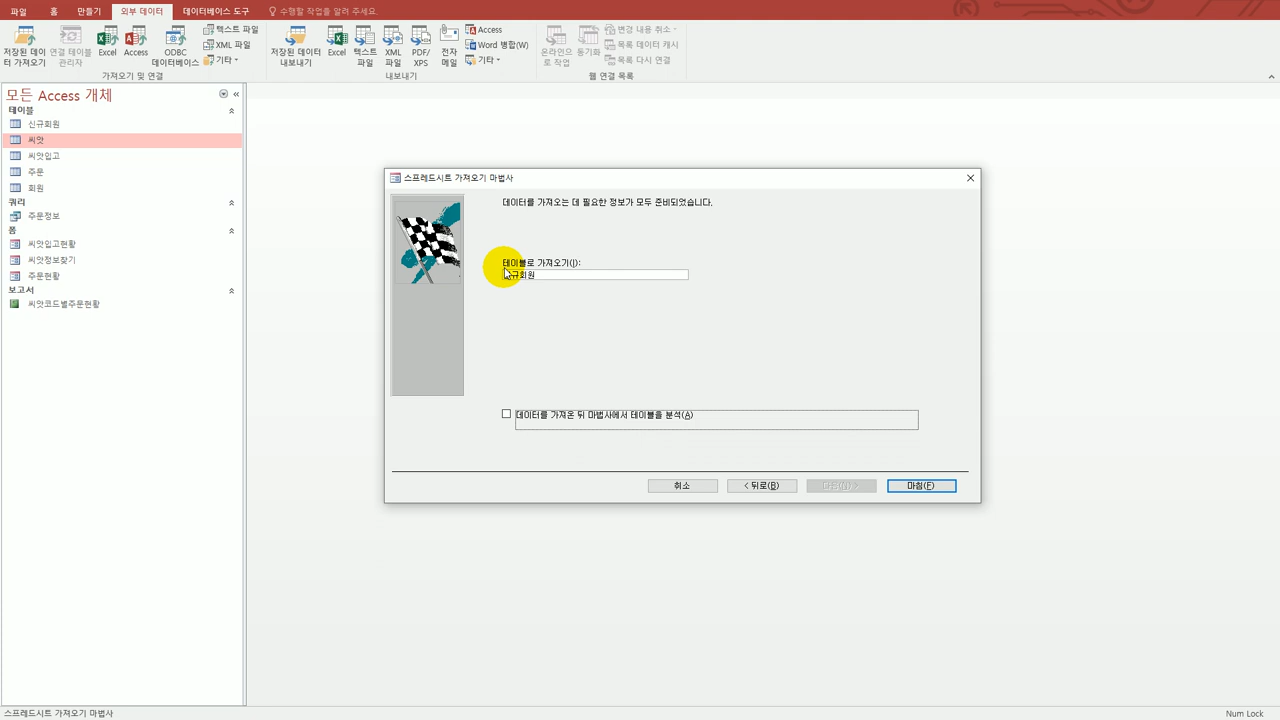 파일 홈 만들기 외부 데이터 데이터베이스 도구 수행할 작업을 알려 주세요.
저장된 데이터 가져오기
연결 테이블 관리자
Excel
Access
ODBC 데이터베이스
텍스트 파일
XML 파일
기타
가져오기 및 연결
저장된 데이터 내보내기
Excel
텍스트 파일
XML 파일
PDF/XPS
전자 메일
Access
Word 병합(W)
기타
내보내기
온라인으로 작업
동기화
변경 내용 취소
목록 데이터 캐시
목록 다시 연결
웹 연결 목록
모든 Access 개체
테이블
신규회원
씨앗
씨앗입고
주문
회원
쿼리
주문정보
폼
씨앗입고현황
씨앗정보찾기
주문현황
보고서
씨앗코드별주문현황
스프레드시트 가져오기 마법사
데이터를 가져오는 데 필요한 정보가 모두 준비되었습니다.
테이블로 가져오기(I):
신규회원
데이터를 가져온 뒤 마법사에서 테이블을 분석(A)
취소
< 뒤로(B)
다음(N) >
마침(F)
스프레드시트 가져오기 마법사
Num Lock